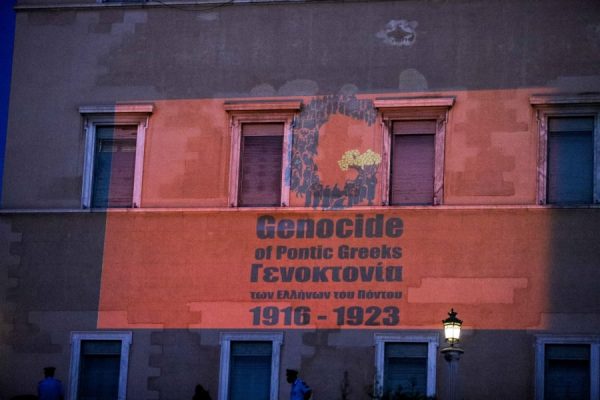 Genocide
of Pontic Greeks
Γενοκτονία
των Ελλήνων του Πόντου
1916 - 1923